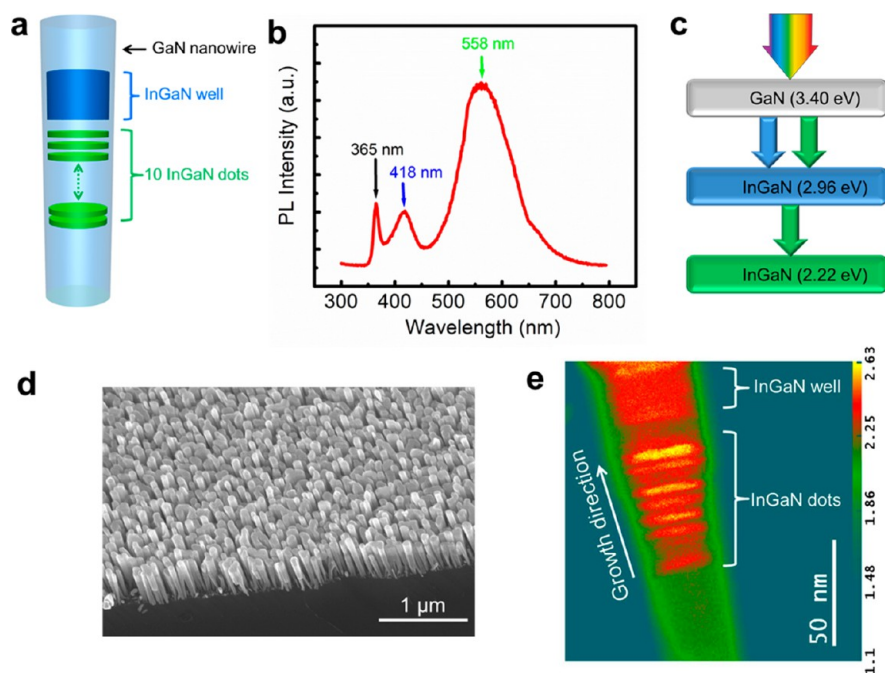 a
GaN nanowire
InGaN well
10 InGaN dots
b
558 nm
365 nm
418 nm
PL Intensity (a.u.)
300 400 500 600 700 800
Wavelength (nm)
c
GaN (3.40 eV)
InGaN (2.96 eV)
InGaN (2.22 eV)
d
1 µm
e
InGaN well
InGaN dots
Growth direction
50 nm
2.63
2.25
1.86
1.48
1.1